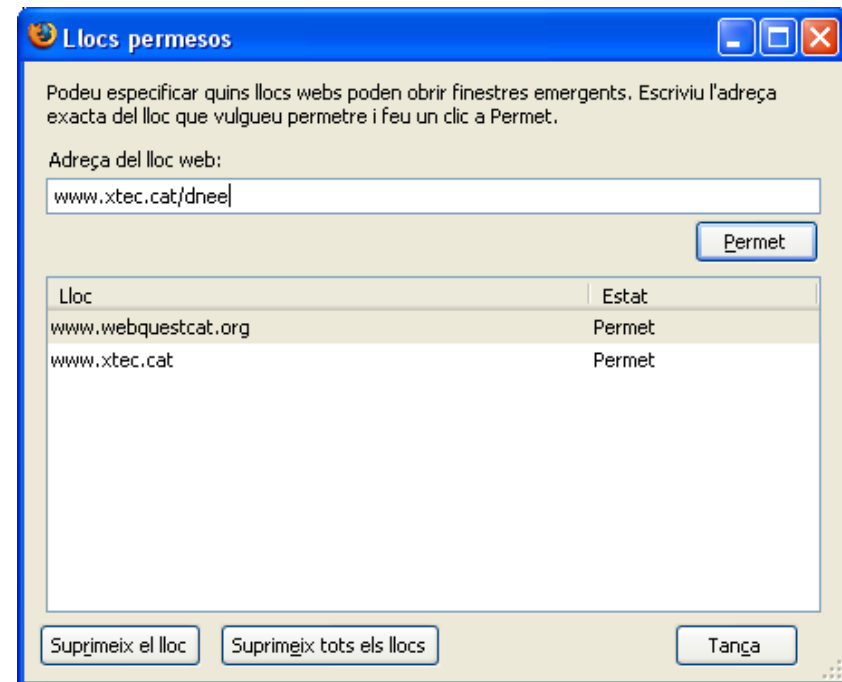 Llocs permesos
Podeu especificar quins llocs webs poden obrir finestres emergents. Escriviu l'adreça
exacta del lloc que vulgueu permetre i feu un clic a Permet.
Adreça del lloc web:
www.xtec.cat/dnee
Permet
Lloc Estat
www.webquestcat.org Permet
www.xtec.cat Permet
Suprimeix el lloc Suprimeix tots els llocs Tança